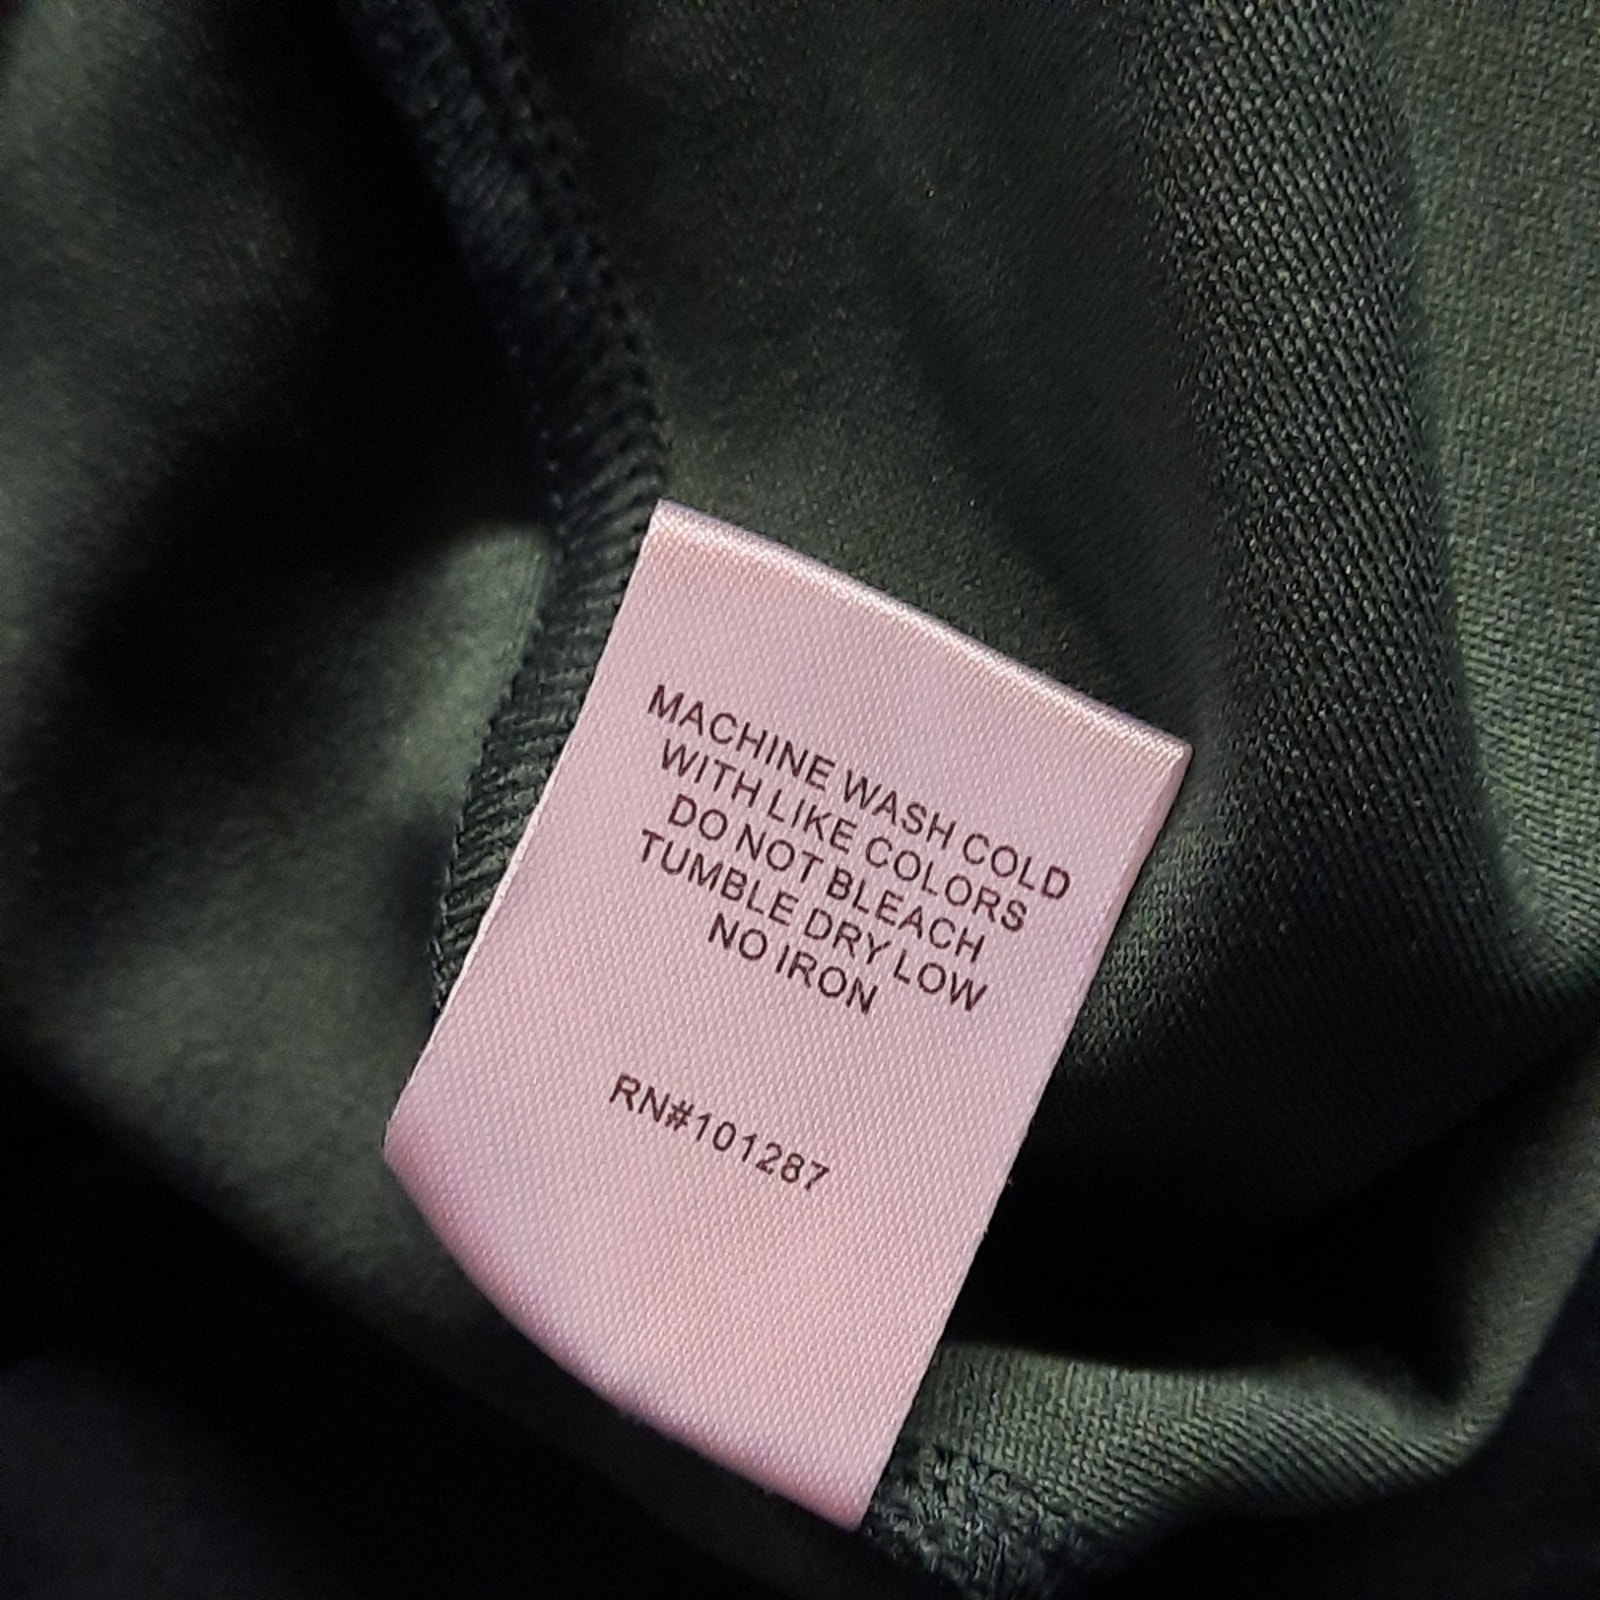 MACHINE WASH COLD
WITH LIKE COLORS
DO NOT BLEACH
TUMBLE DRY LOW
NO IRON
RN#101287